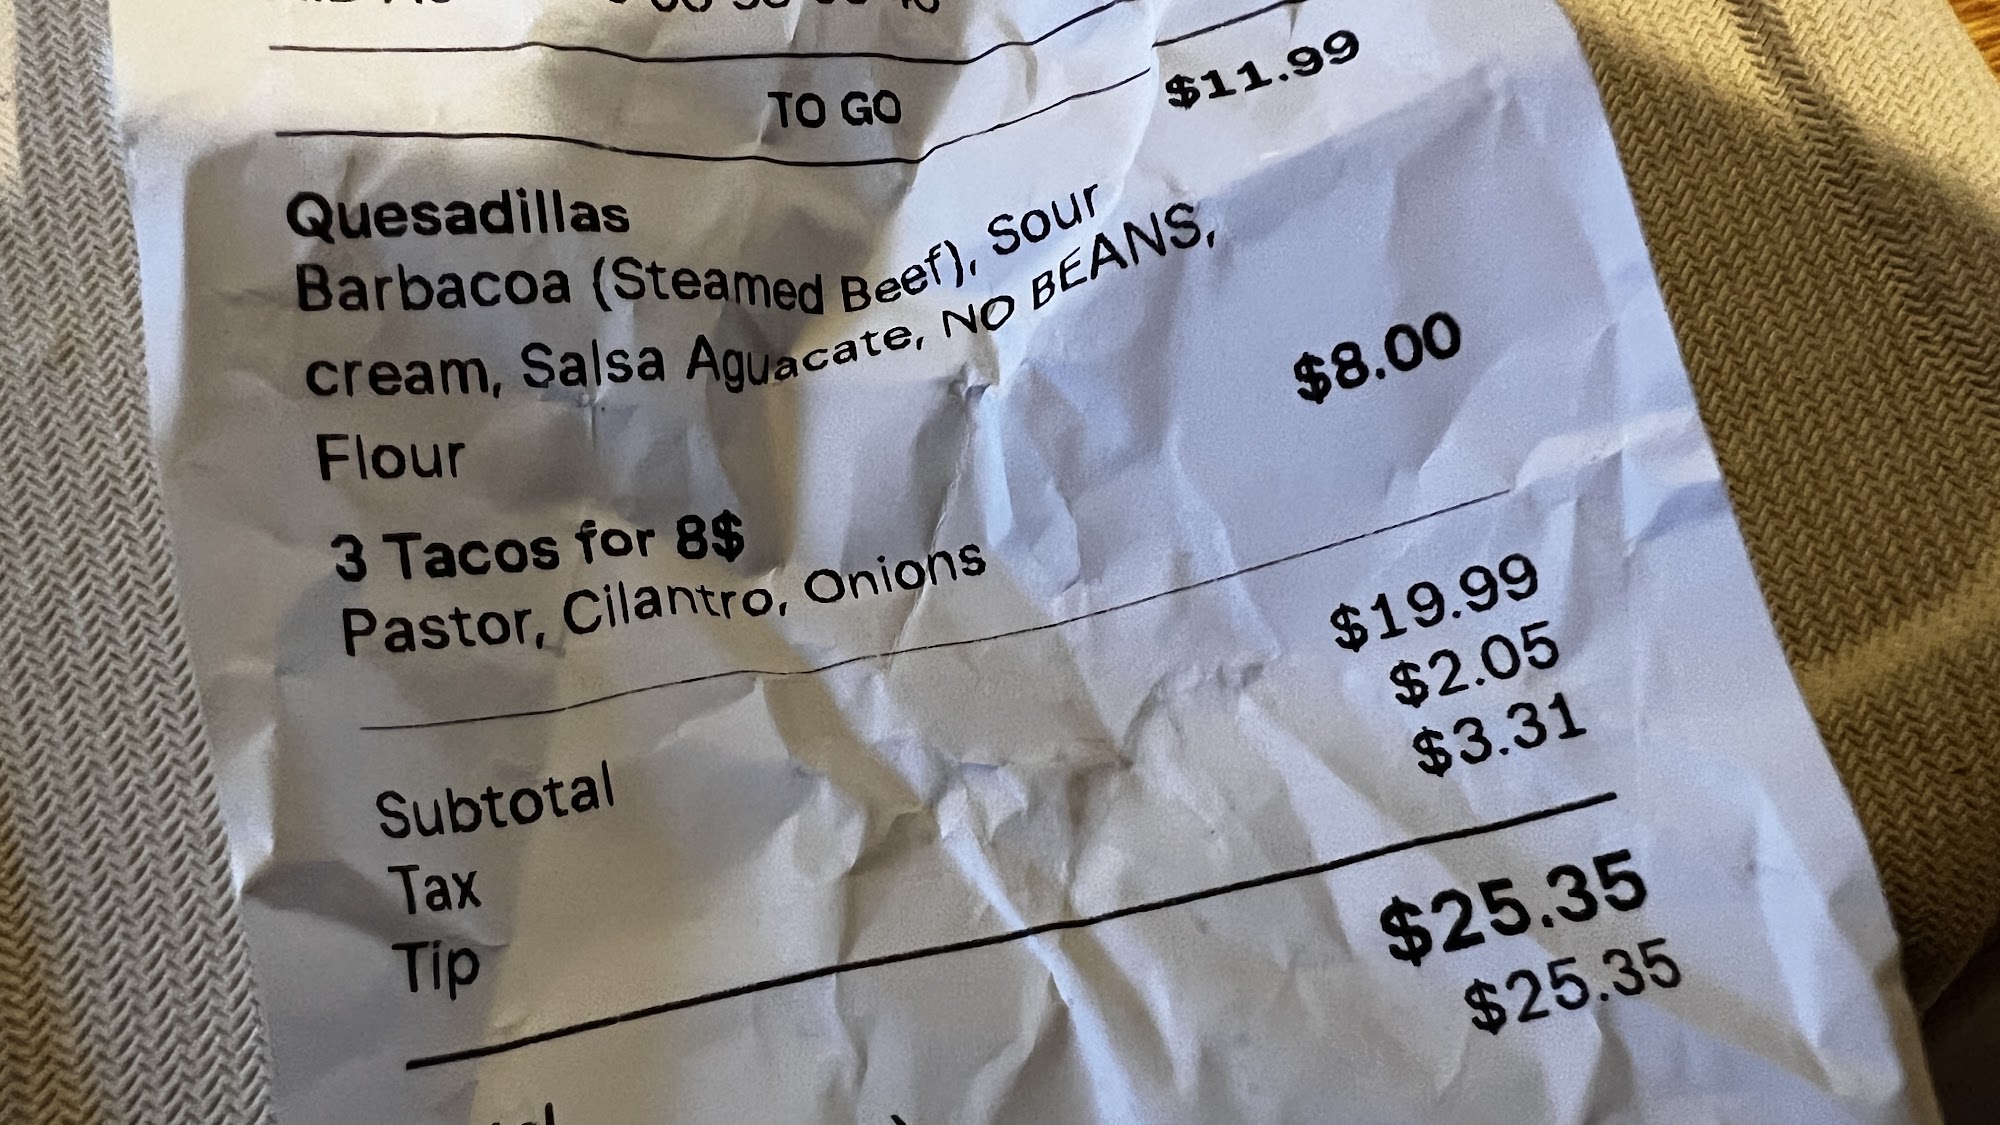 TO GO
Quesadillas $11.99
Barbacoa (Steamed Beef), Sour
cream, Salsa Aguacate, NO BEANS,
Flour
3 Tacos for 8$ $8.00
Pastor, Cilantro, Onions
Subtotal $19.99
Tax $2.05
Tip $3.31
$25.35
$25.35